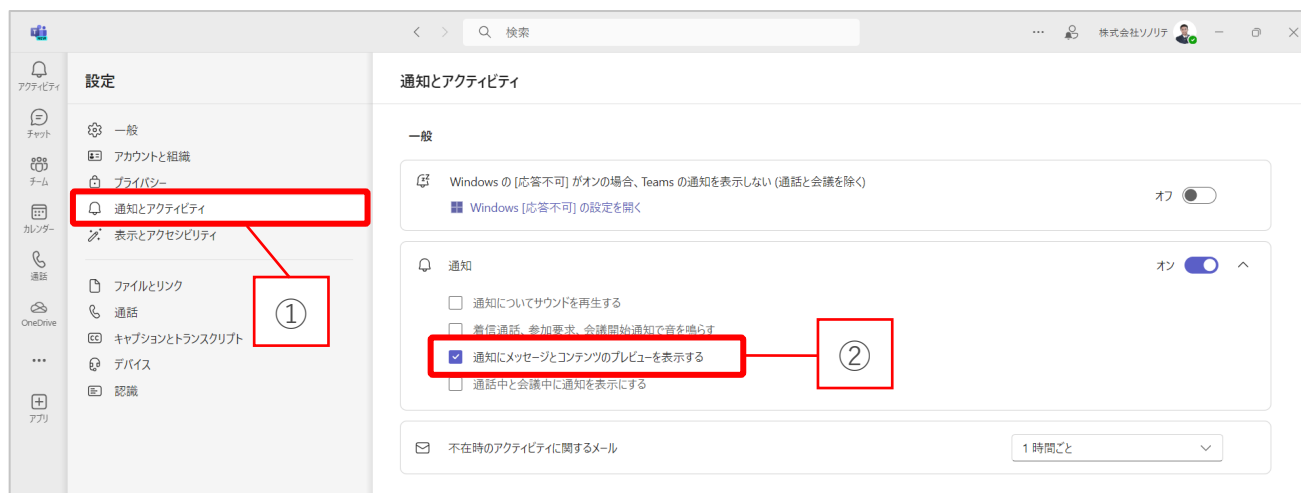 検索
…
株式会社ソノリテ
アクティビティ
チャット
チーム
カレンダー
通話
OneDrive
…
アプリ
設定
一般
アカウントと組織
プライバシー
通知とアクティビティ
表示とアクセシビリティ
ファイルとリンク
通話
キャプションとトランスクリプト
デバイス
認識
①
通知とアクティビティ
一般
Windows の [応答不可] がオンの場合、Teams の通知を表示しない (通話と会議を除く)
オフ
Windows [応答不可] の設定を開く
通知
オン
通知についてサウンドを再生する
着信通話、参加要求、会議開始通知で音を鳴らす
通知にメッセージとコンテンツのプレビューを表示する
②
通話中と会議中に通知を表示にする
不在時のアクティビティに関するメール
1 時間ごと